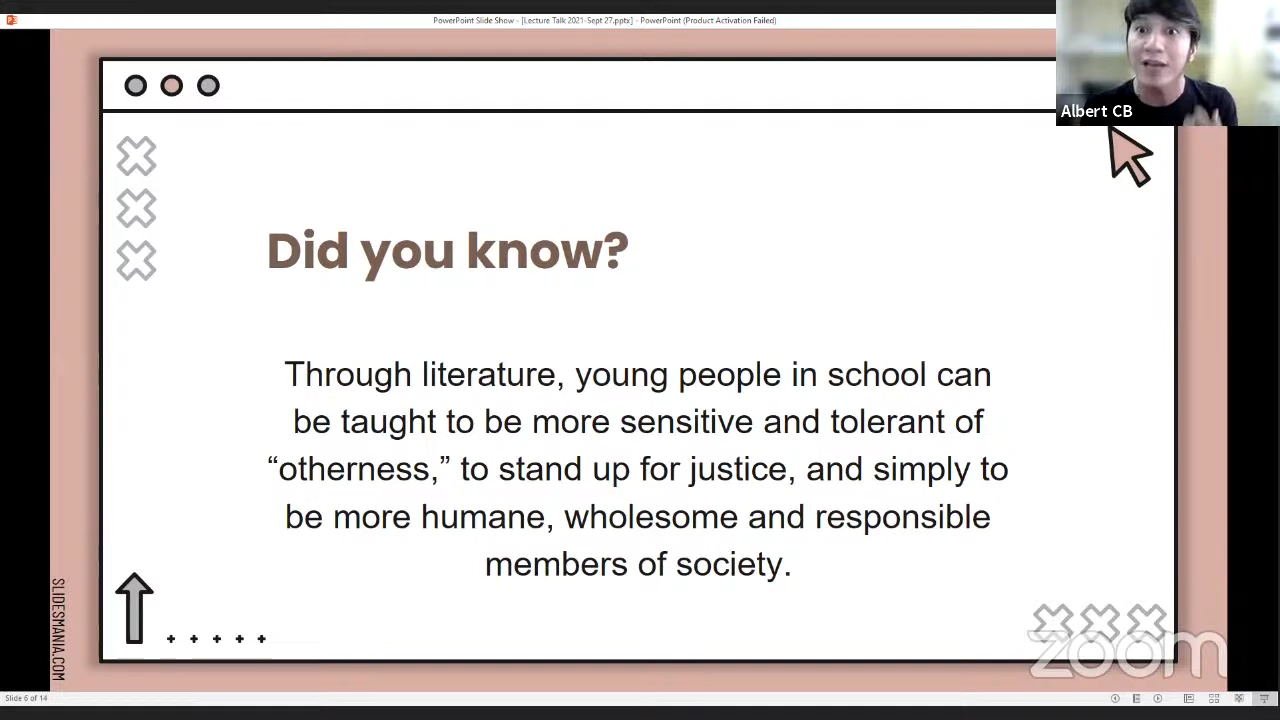 PowerPoint Slide Show - [Lecture Talk 2021-Sept 27.pptx] - PowerPoint (Product Activation Failed)
Albert CB
Did you know?
Through literature, young people in school can
be taught to be more sensitive and tolerant of
“otherness,” to stand up for justice, and simply to
be more humane, wholesome and responsible
members of society.
SLIDESMANIA.COM
zoom
Slide 6 of 14